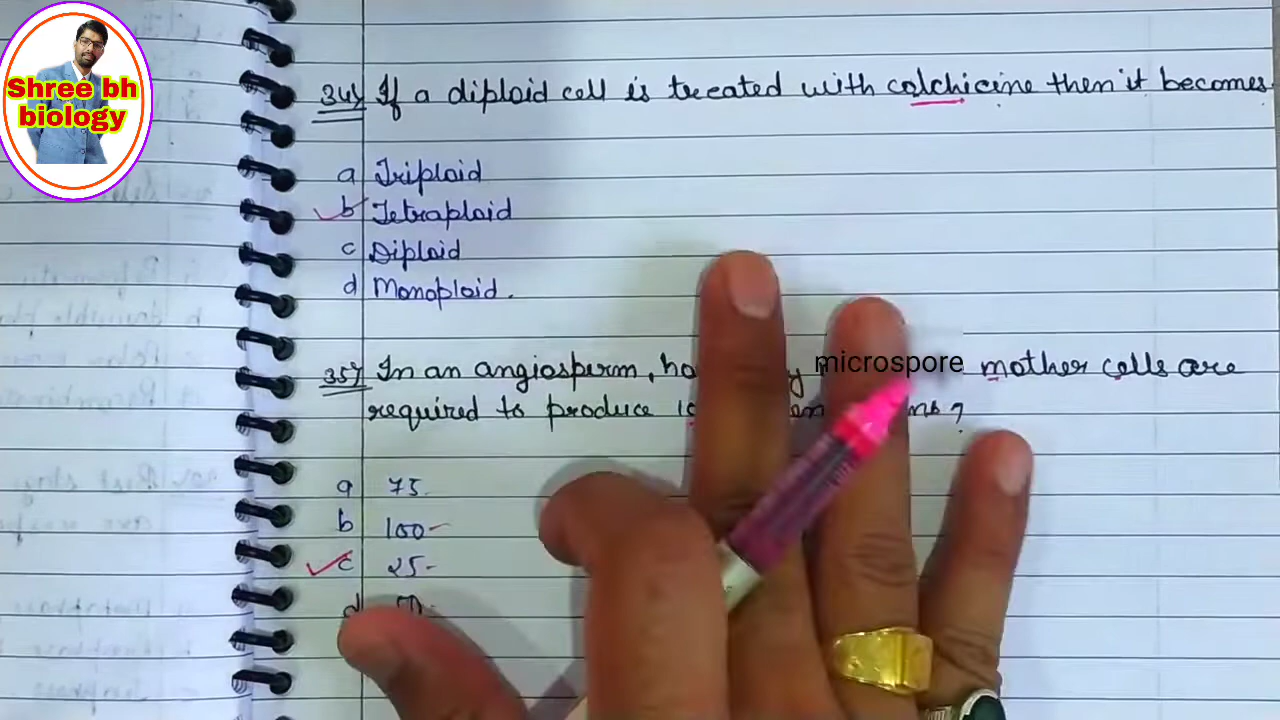 Shree bh
biology
34} If a diploid cell is treated with colchicine then it becomes
a Triploid
b Tetraploid
c Diploid
d Monoploid.
35} In an angiosperm, microspore mother cells are
required to produce
a 75.
b 100-
c 25-
d